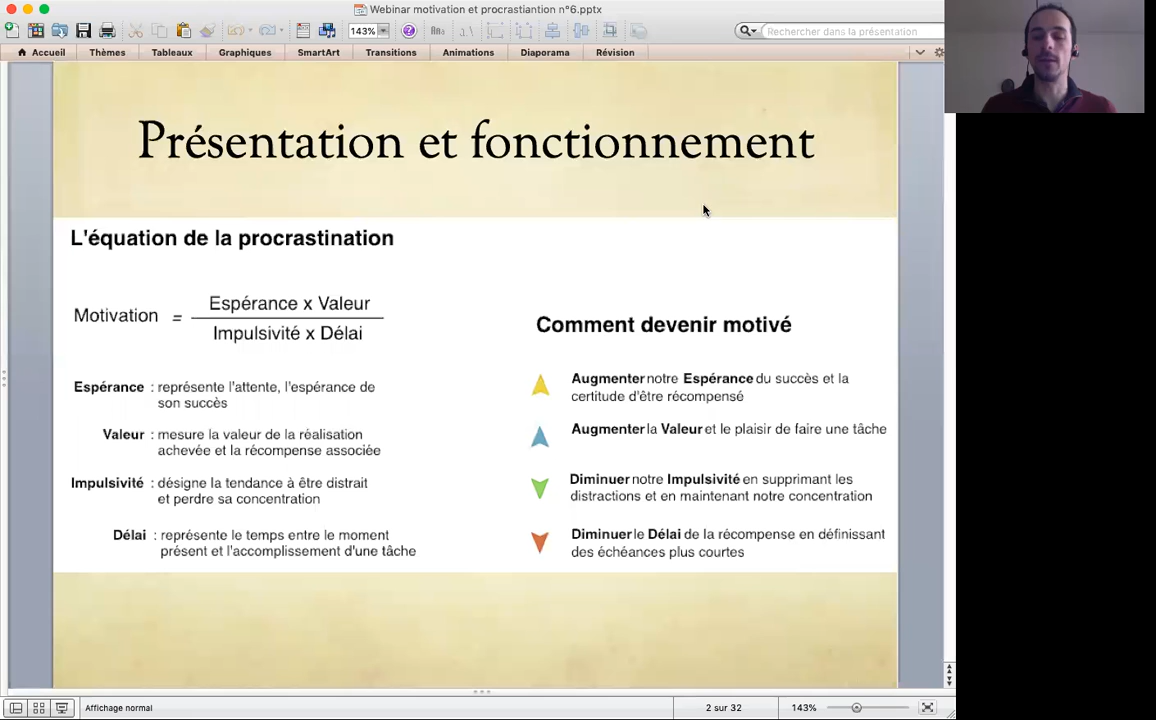 Webinar motivation et procrastiantion n°6.pptx
143%
Rechercher dans la présentation
Accueil
Thèmes
Tableaux
Graphiques
SmartArt
Transitions
Animations
Diaporama
Révision
Présentation et fonctionnement
L'équation de la procrastination
Motivation = Espérance x Valeur
Impulsivité x Délai
Espérance : représente l'attente, l'espérance de
son succès
Valeur : mesure la valeur de la réalisation
achevée et la récompense associée
Impulsivité : désigne la tendance à être distrait
et perdre sa concentration
Délai : représente le temps entre le moment
présent et l'accomplissement d'une tâche
Comment devenir motivé
Augmenter notre Espérance du succès et la
certitude d'être récompensé
Augmenter la Valeur et le plaisir de faire une tâche
Diminuer notre Impulsivité en supprimant les
distractions et en maintenant notre concentration
Diminuer le Délai de la récompense en définissant
des échéances plus courtes
Affichage normal
2 sur 32
143%